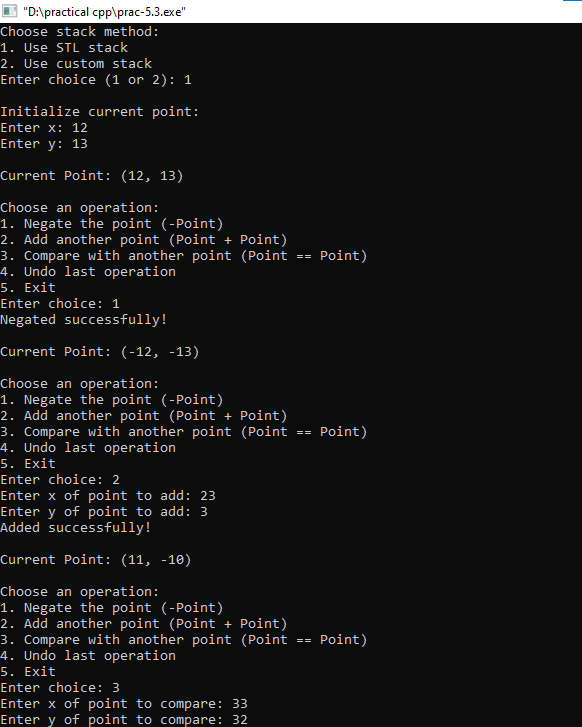 "D:\practical cpp\prac-5.3.exe"
Choose stack method:
1. Use STL stack
2. Use custom stack
Enter choice (1 or 2): 1
Initialize current point:
Enter x: 12
Enter y: 13
Current Point: (12, 13)
Choose an operation:
1. Negate the point (-Point)
2. Add another point (Point + Point)
3. Compare with another point (Point == Point)
4. Undo last operation
5. Exit
Enter choice: 1
Negated successfully!
Current Point: (-12, -13)
Choose an operation:
1. Negate the point (-Point)
2. Add another point (Point + Point)
3. Compare with another point (Point == Point)
4. Undo last operation
5. Exit
Enter choice: 2
Enter x of point to add: 23
Enter y of point to add: 3
Added successfully!
Current Point: (11, -10)
Choose an operation:
1. Negate the point (-Point)
2. Add another point (Point + Point)
3. Compare with another point (Point == Point)
4. Undo last operation
5. Exit
Enter choice: 3
Enter x of point to compare: 33
Enter y of point to compare: 32